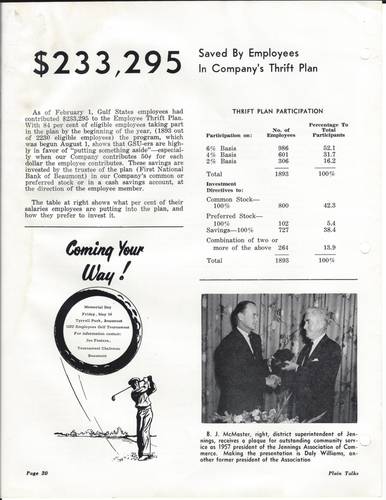 $233,295
Saved By Employees
In Company's Thrift Plan
As of February 1, Gulf States employees had
contributed $233,295 to the Employee Thrift Plan.
With 84 per cent of eligible employees taking part
in the plan by the beginning of year, (1893 out
of 2230 eligible employees) the program, which
was begun August 1, shows that GSU-ers are high-
ly in favor of "putting something aside"—especial-
ly when our Company contributes 50¢ for each
dollar the employee contributes. These savings are
invested by the trustee of the plan (First National
Bank of Beaumont) in our Company's common or
preferred stock or in a cash savings account, at
the direction of the employee member.
The table at right shows what per cent of their
salaries employees are putting into the plan, and
how they prefer to invest it.
THRIFT PLAN PARTICIPATION
Participation on: No. of Employees Percentage To Total Participants
6% Basis 986 52.1
4% Basis 601 31.7
2% Basis 306 16.2
Total 1893 100%
Investment
Directives to:
Common Stock—
100% 800 42.3
Preferred Stock—
100% 102 5.4
Savings—100% 727 38.4
Combination of two or
more of the above 264 13.9
Total 1893 100%
Coming Your
Way!
Memorial Day
Friday, May 30
Tyrrell Park, Beaumont
GSU Employees Golf Tournament
For information contact:
Tournament Chairman
Beaumont
B. J. McMaster, right, district superintendent of Jen-
nings, receives a plaque for outstanding community serv-
ice as 1957 president of the Jennings Association of Com-
merce. Making the presentation is Daly Williams, an-
other former president of the Association
Page 20
Plain Talks